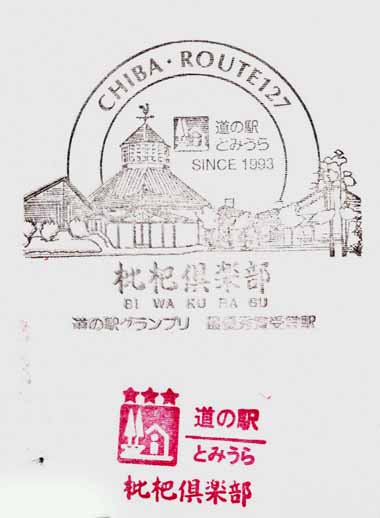 CHIBA・ROUTE127
道の駅
とみうら
SINCE 1993
枇杷倶楽部
BI WA KU RA BU
道の駅グランプリ 最優秀賞受賞駅
道の駅
とみうら
枇杷倶楽部